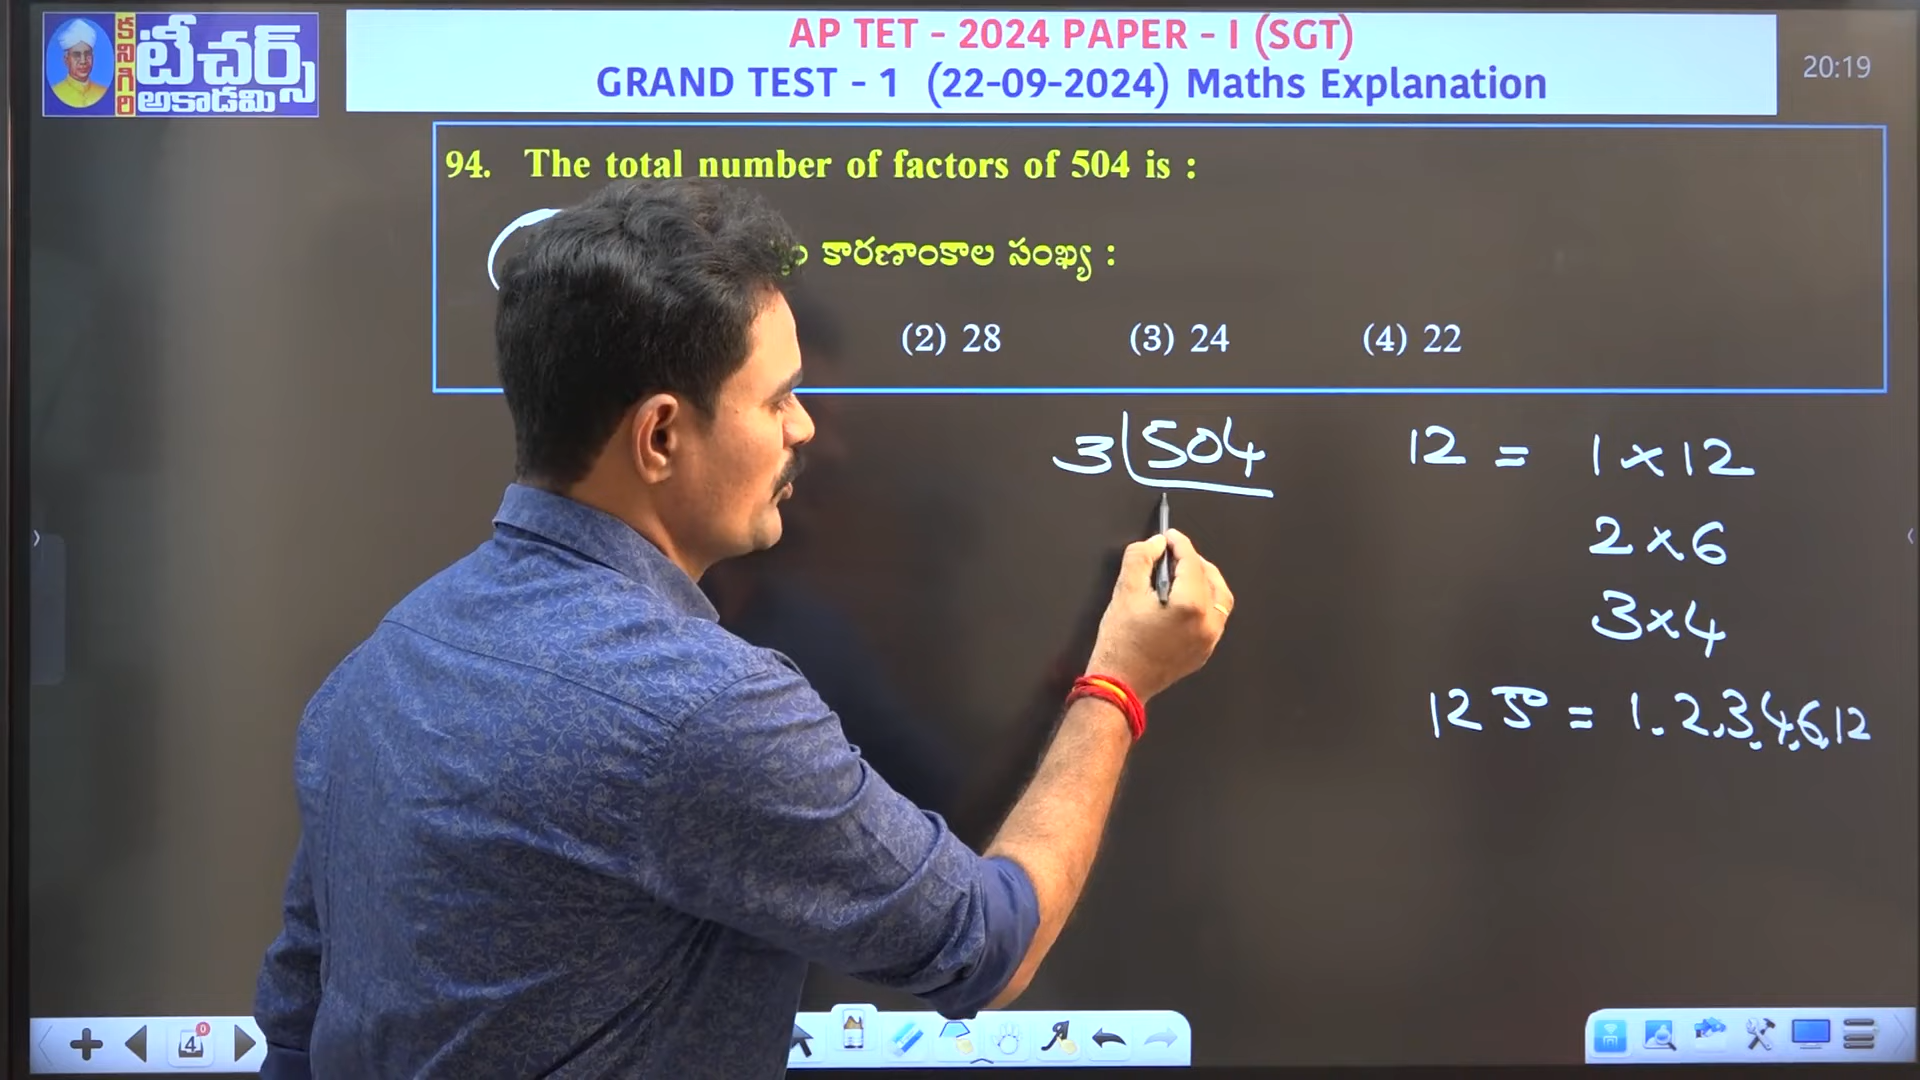 కనిగిరి
టీచర్స్
అకాడమి
AP TET - 2024 PAPER - I (SGT)
GRAND TEST - 1 (22-09-2024) Maths Explanation
20:19
94. The total number of factors of 504 is :
కారణాంకాల సంఖ్య :
(2) 28 (3) 24 (4) 22
3 504
12 = 1 × 12
2 × 6
3 × 4
12 = 1, 2, 3, 4, 6, 12
4
0